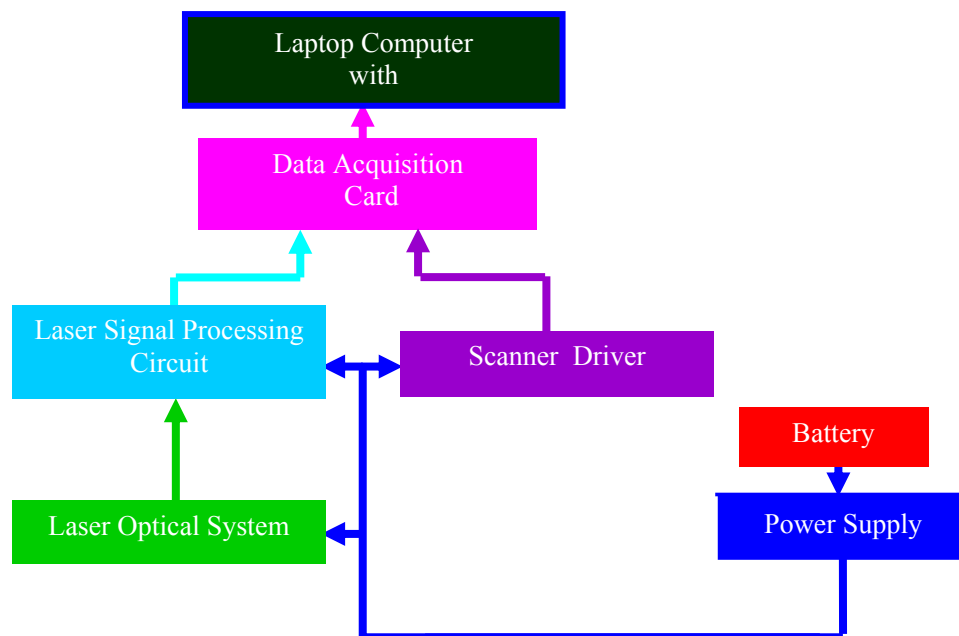 Laptop Computer
with
Data Acquisition
Card
Laser Signal Processing
Circuit
Scanner  Driver
Battery
Laser Optical System
Power Supply